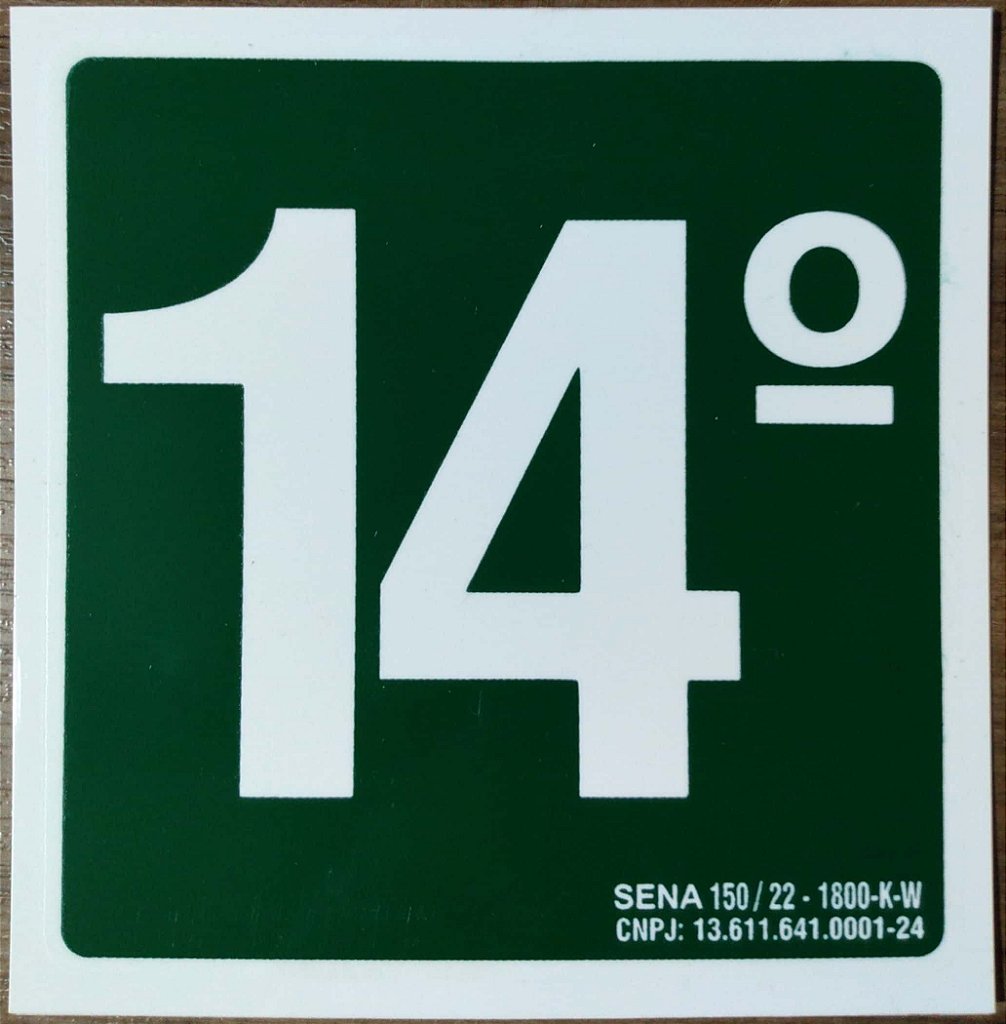 14º
SENA 150 / 22 - 1800-K-W
CNPJ: 13.611.641.0001-24